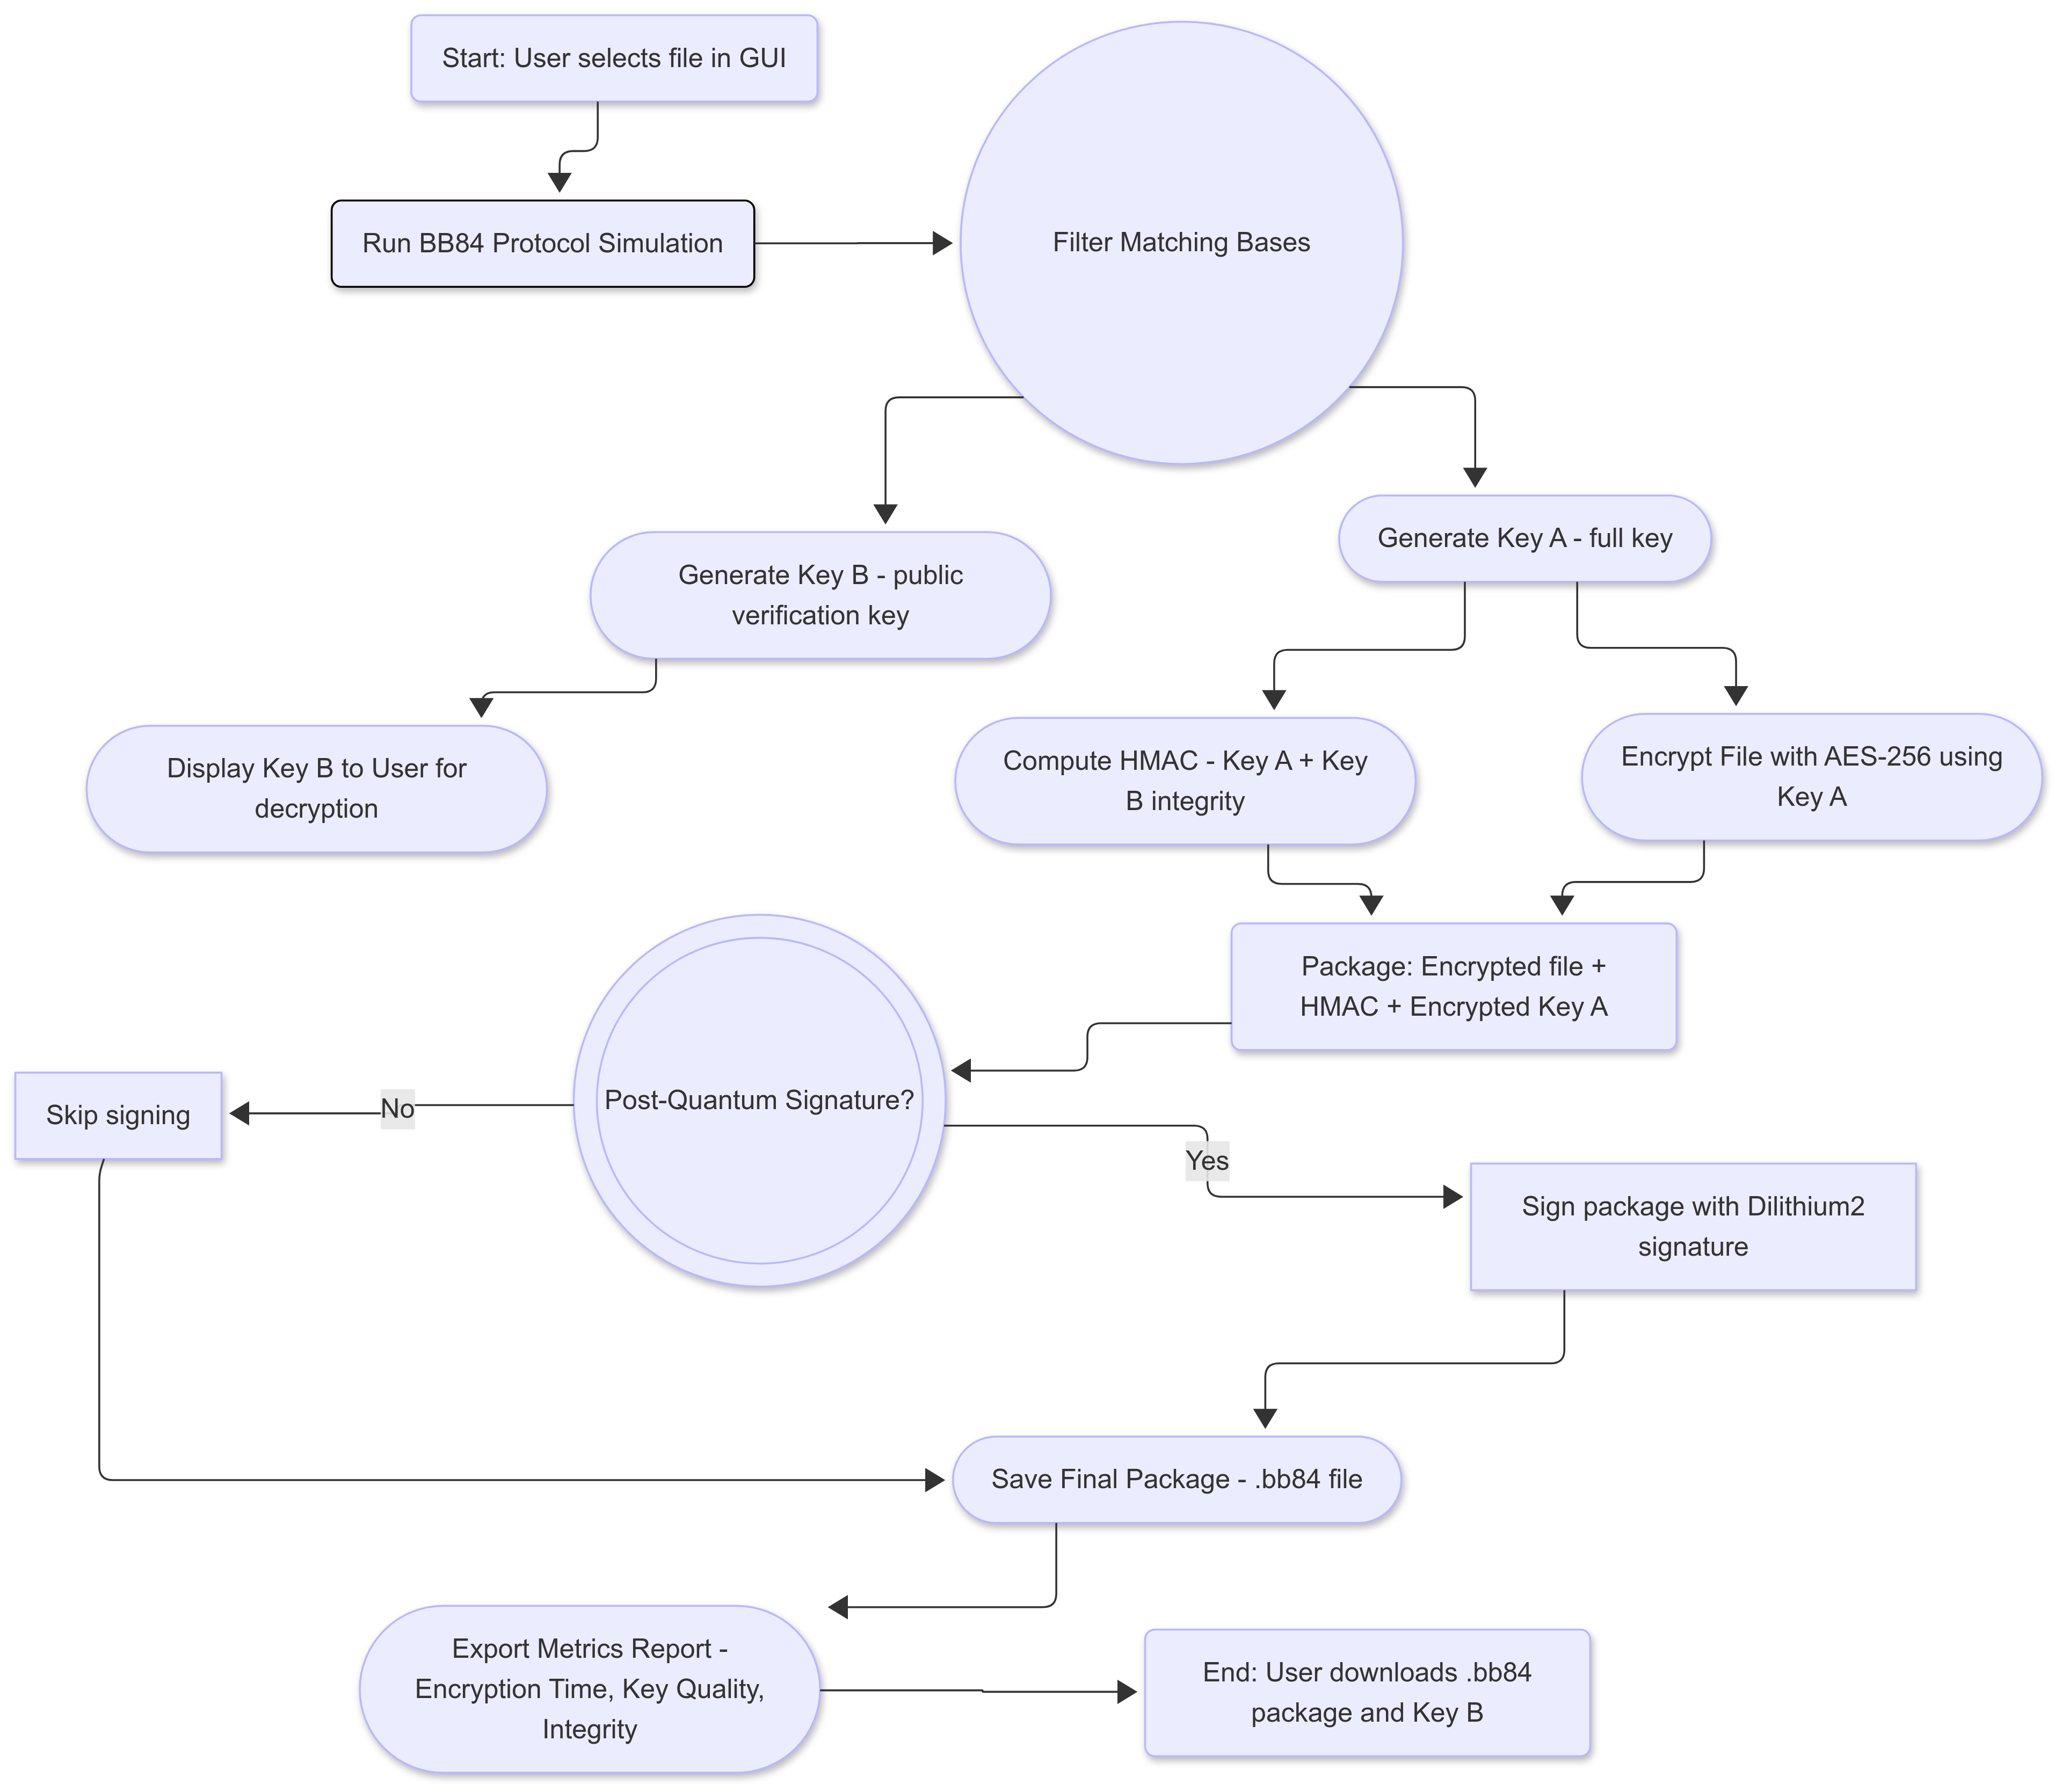 Start: User selects file in GUI
Run BB84 Protocol Simulation
Filter Matching Bases
Generate Key A - full key
Generate Key B - public
verification key
Display Key B to User for
decryption
Compute HMAC - Key A + Key
B integrity
Encrypt File with AES-256 using
Key A
Package: Encrypted file +
HMAC + Encrypted Key A
Post-Quantum Signature?
No
Skip signing
Yes
Sign package with Dilithium2
signature
Save Final Package - .bb84 file
Export Metrics Report -
Encryption Time, Key Quality,
Integrity
End: User downloads .bb84
package and Key B